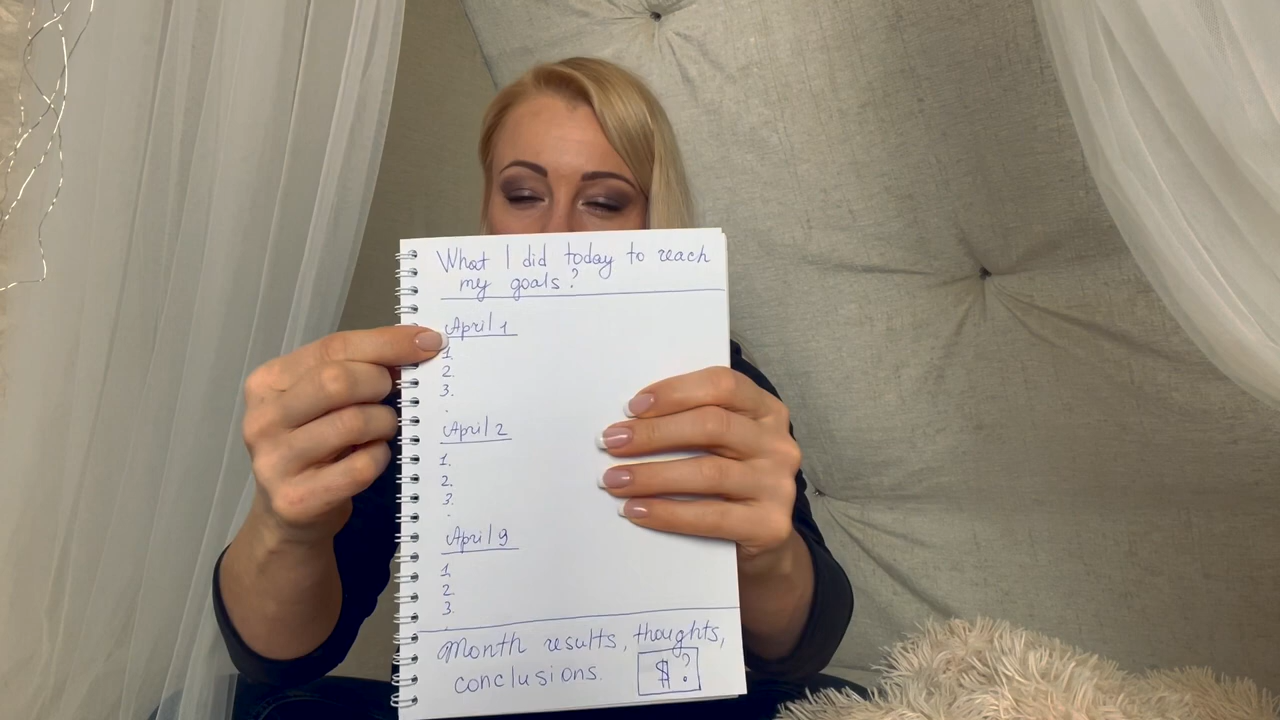 What I did today to reach
my goals?
April 1
1.
2.
3.
.
April 2
1.
2.
3.
.
April 9
1.
2.
3.
.
Month results, thoughts,
conclusions. $ ?